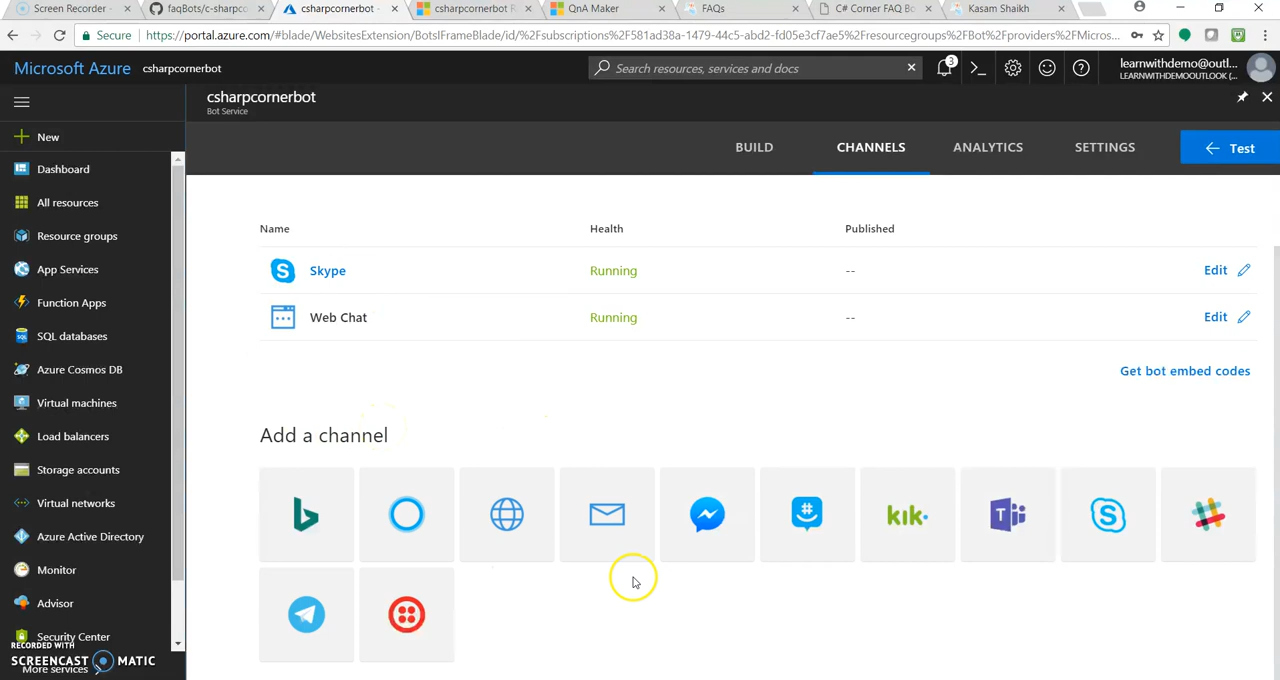 Screen Recorder -
faqBots/c-sharpco
csharpcornerbot -
csharpcornerbot R
QnA Maker
FAQs
C# Corner FAQ Bo
Kasam Shaikh
Secure
https://portal.azure.com/#blade/WebsitesExtension/BotsIFrameBlade/id/%2Fsubscriptions%2F581ad38a-1479-44c5-abd2-fd05e3cf7ae5%2Fresourcegroups%2FBot%2Fproviders%2FMicros...
Microsoft Azure csharpcornerbot
Search resources, services and docs
3
learnwithdemo@outl...
LEARNWITHDEMOOUTLOOK (...
csharpcornerbot
Bot Service
New
Dashboard
All resources
Resource groups
App Services
Function Apps
SQL databases
Azure Cosmos DB
Virtual machines
Load balancers
Storage accounts
Virtual networks
Azure Active Directory
Monitor
Advisor
Security Center
More services
RECORDED WITH
SCREENCAST MATIC
BUILD CHANNELS ANALYTICS SETTINGS Test
Name Health Published
Skype Running -- Edit
Web Chat Running -- Edit
Get bot embed codes
Add a channel
kik.